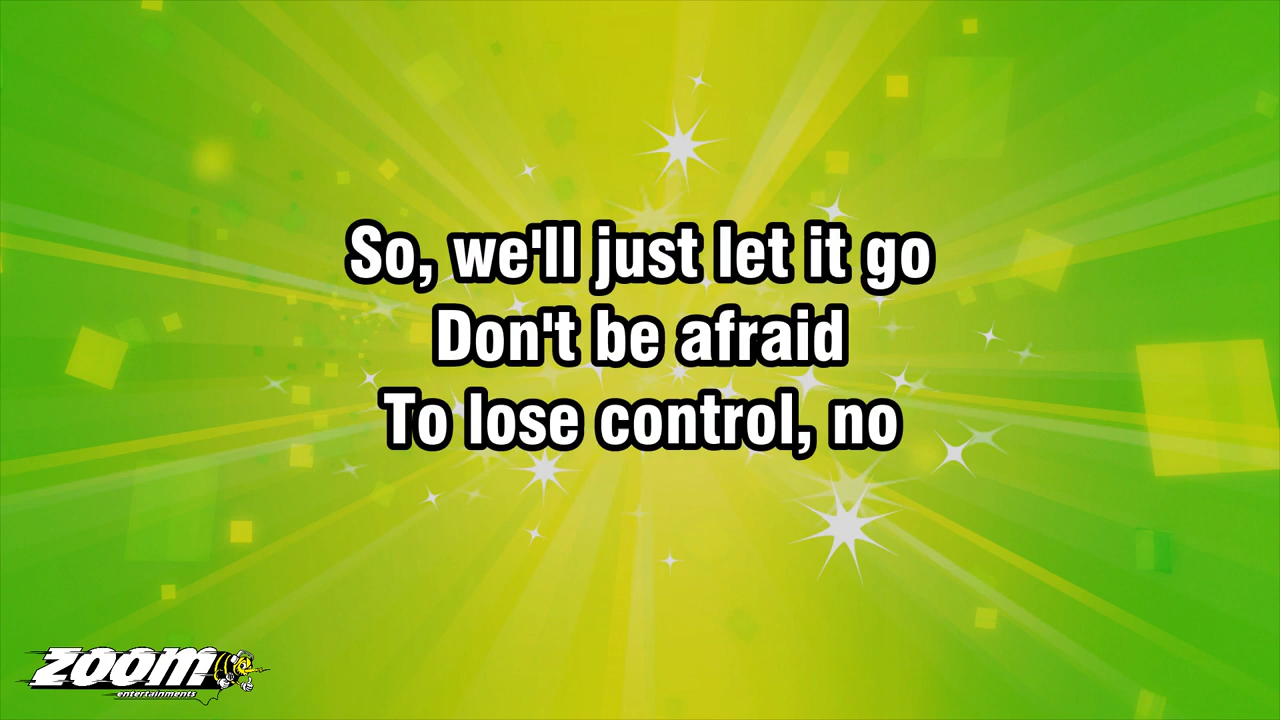 So, we'll just let it go
Don't be afraid
To lose control, no
zoom
entertainments